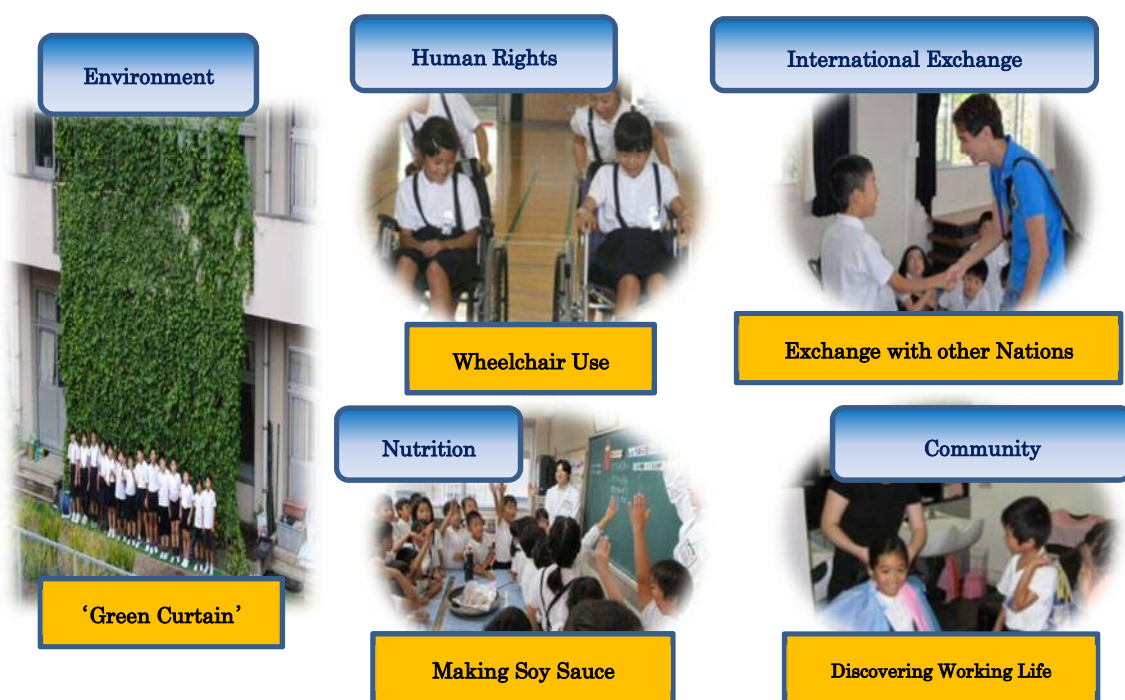 Environment
Human Rights
International Exchange
Wheelchair Use
Exchange with other Nations
Nutrition
Community
‘Green Curtain’
Making Soy Sauce
Discovering Working Life